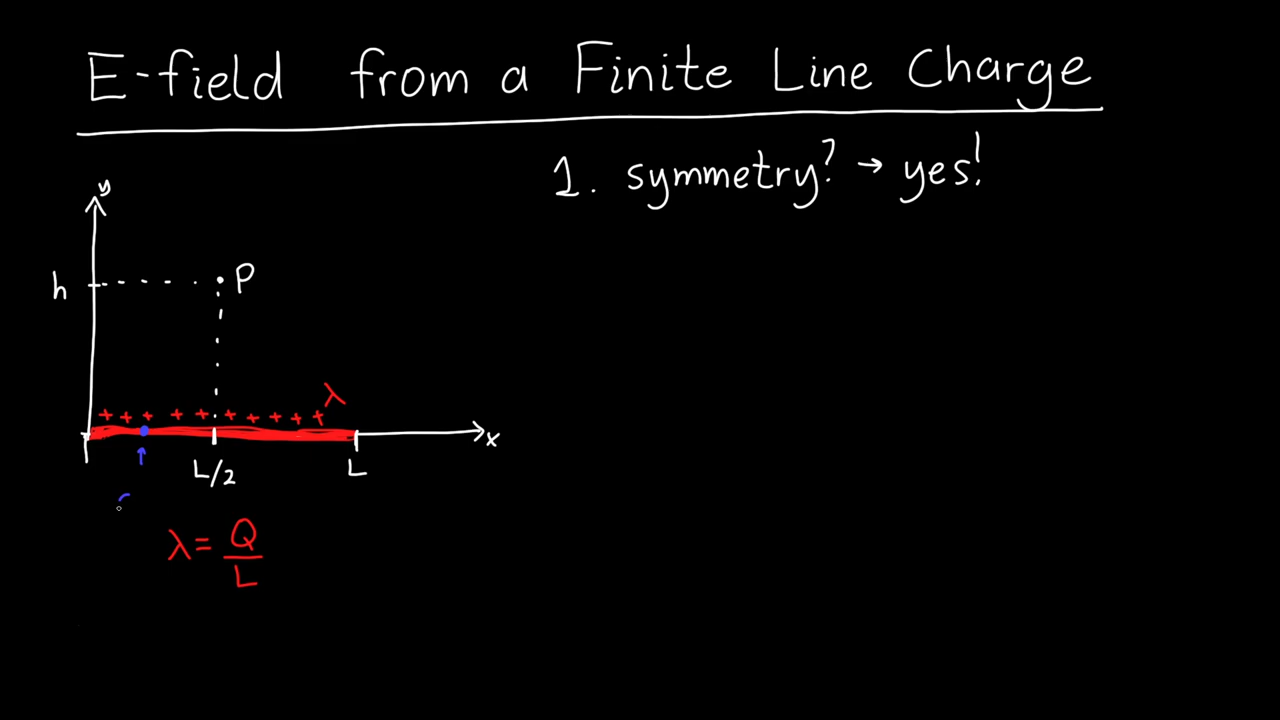 E-field from a Finite Line Charge
1. symmetry? → yes!
y
h
P
+ + + + + + + + + + λ
x
L/2
L
λ = Q/L